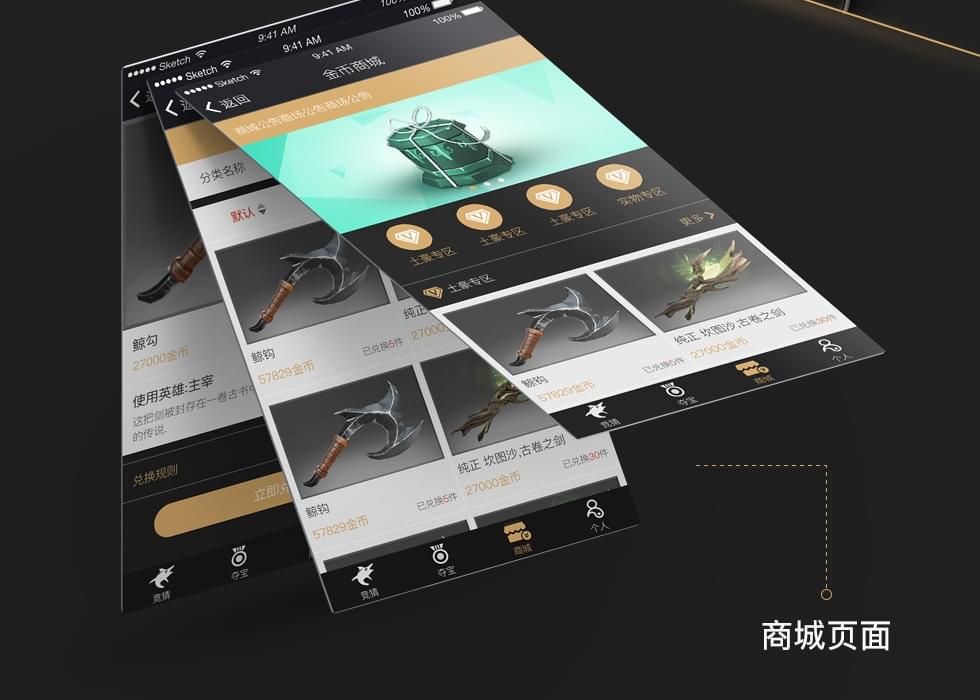 100%
9:41 AM
Sketch
100%
9:41 AM
Sketch
100%
9:41 AM
Sketch
金币商城
返回
商城公告商场公告商场公告
分类名称
默认
土豪专区
土豪专区
土豪专区
实物专区
更多
土豪专区
鲸钩
57829金币
已兑换5件
纯正 坎图沙,古卷之剑
27000金币
已兑换30件
竞猜
夺宝
商城
个人
鲸勾
27000金币
使用英雄:主宰
这把剑被封存在一卷古书中
的传说.
兑换规则
立即兑
竞猜
夺宝
鲸钩
57829金币
已兑换5件
纯正
27000
鲸钩
57829金币
已兑换5件
纯正 坎图沙,古卷之剑
27000金币
已兑换30件
竞猜
夺宝
商城
个人
商城页面